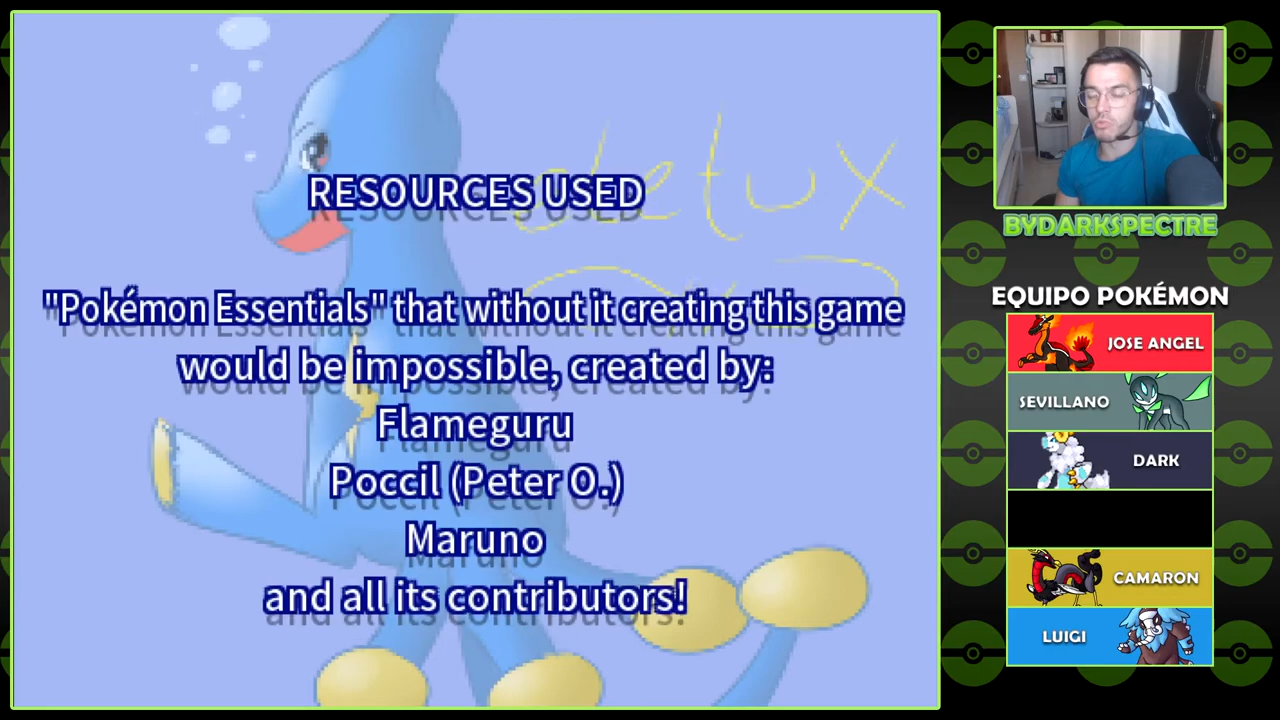 detux
RESOURCES USED
"Pokémon Essentials" that without it creating this game
would be impossible, created by:
Flameguru
Poccil (Peter O.)
Maruno
and all its contributors!
BYDARKSPECTRE
EQUIPO POKÉMON
JOSE ANGEL
SEVILLANO
DARK
CAMARON
LUIGI